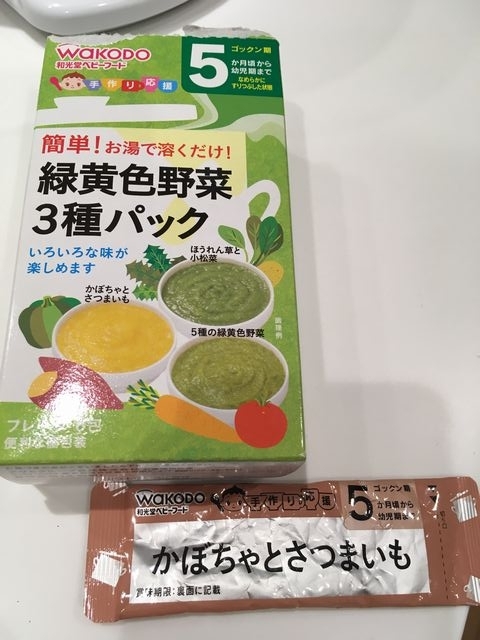 WAKODO
和光堂ベビーフード
手作り応援
5
ゴックン期
か月頃から
幼児期まで
なめらかに
すりつぶした状態
簡単!お湯で溶くだけ!
緑黄色野菜
3種パック
いろいろな味が
楽しめます
ほうれん草と
小松菜
かぼちゃと
さつまいも
5種の緑黄色野菜
調理例
WAKODO
和光堂ベビーフード
手作り応援
5
ゴックン期
か月頃から
幼児期まで
かぼちゃとさつまいも
賞味期限:裏面に記載